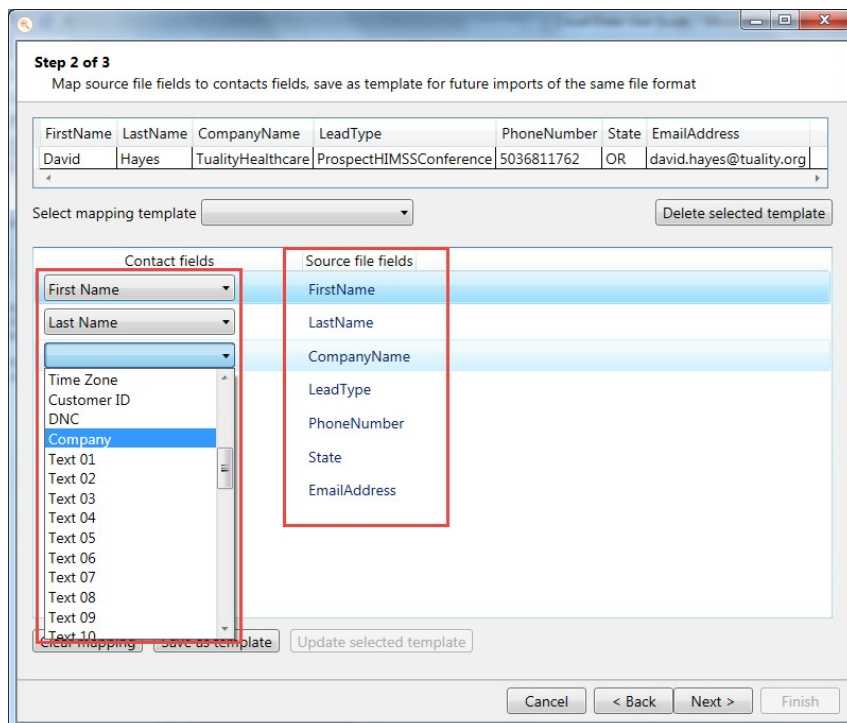 Step 2 of 3
Map source file fields to contacts fields, save as template for future imports of the same file format
FirstName LastName CompanyName LeadType PhoneNumber State EmailAddress
David Hayes TualityHealthcare ProspectHIMSSConference 5036811762 OR david.hayes@tuality.org
Select mapping template Delete selected template
Contact fields Source file fields
First Name FirstName
Last Name LastName
CompanyName
Time Zone
Customer ID LeadType
DNC
Company PhoneNumber
Text 01 State
Text 02
Text 03 EmailAddress
Text 04
Text 05
Text 06
Text 07
Text 08
Text 09
Text 10
Clear mapping Save as template Update selected template
Cancel < Back Next > Finish